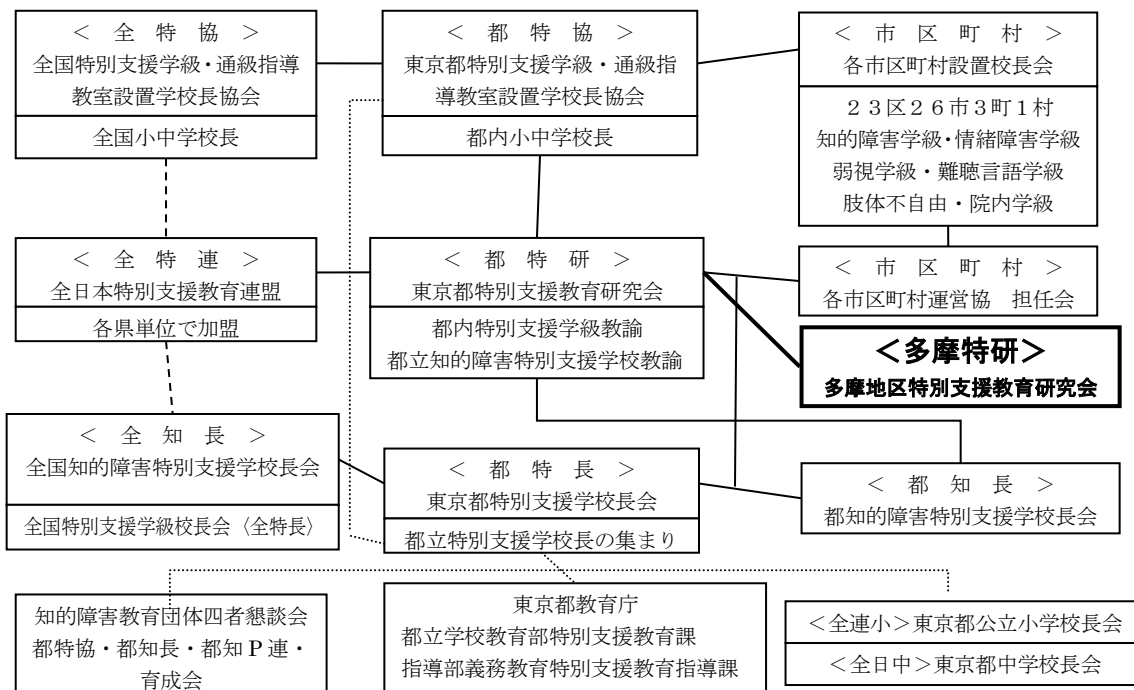 ＜ 全 特 協 ＞
全国特別支援学級・通級指導
教室設置学校長協会
全国小中学校長
＜ 都 特 協 ＞
東京都特別支援学級・通級指
導教室設置学校長協会
都内小中学校長
＜ 市 区 町 村 ＞
各市区町村設置校長会
２３区２６市３町１村
知的障害学級・情緒障害学級
弱視学級・難聴言語学級
肢体不自由・院内学級
＜ 全 特 連 ＞
全日本特別支援教育連盟
各県単位で加盟
＜ 都 特 研 ＞
東京都特別支援教育研究会
都内特別支援学級教諭
都立知的障害特別支援学校教諭
＜ 市 区 町 村 ＞
各市区町村運営協　担任会
＜多摩特研＞
多摩地区特別支援教育研究会
＜ 全 知 長 ＞
全国知的障害特別支援学校長会
全国特別支援学級校長会〈全特長〉
＜ 都 特 長 ＞
東京都特別支援学校長会
都立特別支援学校長の集まり
＜ 都 知 長 ＞
都知的障害特別支援学校長会
知的障害教育団体四者懇談会
都特協・都知長・都知Ｐ連・
育成会
東京都教育庁
都立学校教育部特別支援教育課
指導部義務教育特別支援教育指導課
＜全連小＞東京都公立小学校長会
＜全日中＞東京都中学校長会